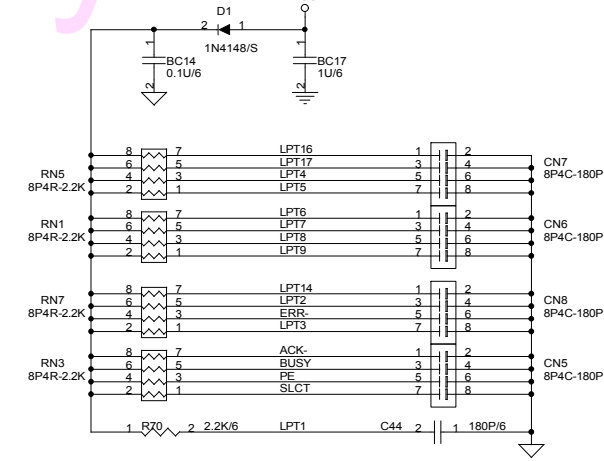 D1
2 1
1N4148/S
1 1
BC14 BC17
0.1U/6 1U/6
2 2
8 7 LPT16 1 2
6 5 LPT17 3 4 CN7
RN5 4 3 LPT4 5 6 8P4C-180P
8P4R-2.2K 2 1 LPT5 7 8
8 7 LPT6 1 2
RN1 6 5 LPT7 3 4 CN6
8P4R-2.2K 4 3 LPT8 5 6 8P4C-180P
2 1 LPT9 7 8
8 7 LPT14 1 2
RN7 6 5 LPT2 3 4 CN8
8P4R-2.2K 4 3 ERR- 5 6 8P4C-180P
2 1 LPT3 7 8
8 7 ACK- 1 2
RN3 6 5 BUSY 3 4 CN5
8P4R-2.2K 4 3 PE 5 6 8P4C-180P
2 1 SLCT 7 8
1 R70 2 2.2K/6 LPT1 C44 2 1 180P/6